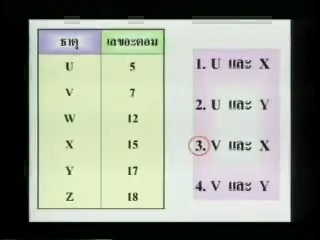 ธาตุ เลขอะตอม
U 5
V 7
W 12
X 15
Y 17
Z 18
1. U และ X
2. U และ Y
3. V และ X
4. V และ Y